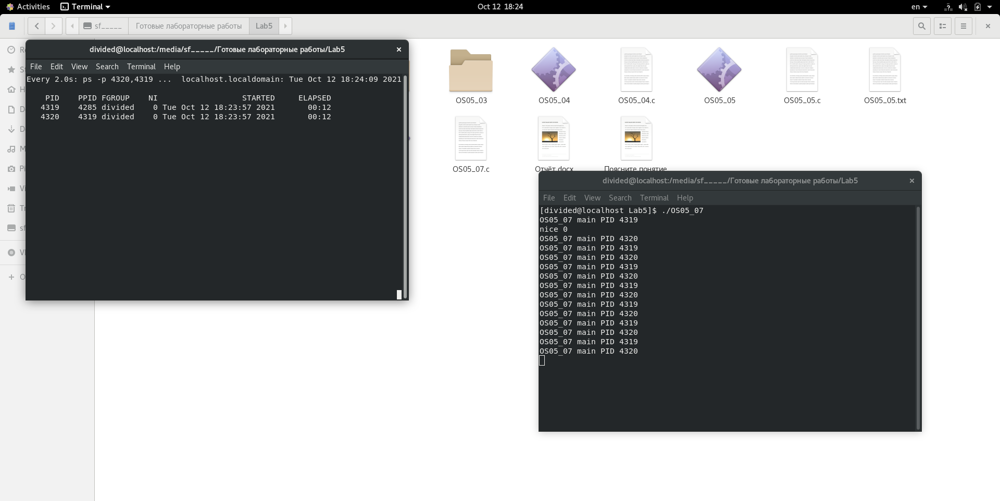 Activities
Terminal
Oct 12 18:24
en
sf_____
Готовые лабораторные работы
Lab5
divided@localhost:/media/sf_____/Готовые лабораторные работы/Lab5
File Edit View Search Terminal Help
Every 2.0s: ps -p 4320,4319 ... localhost.localdomain: Tue Oct 12 18:24:09 2021
PID PPID FGROUP NI STARTED ELAPSED
4319 4285 divided 0 Tue Oct 12 18:23:57 2021 00:12
4320 4319 divided 0 Tue Oct 12 18:23:57 2021 00:12
OS05_03
OS05_04
OS05_04.c
OS05_05
OS05_05.c
OS05_05.txt
OS05_07.c
Отчёт.docx
Поясните понятие
divided@localhost:/media/sf_____/Готовые лабораторные работы/Lab5
File Edit View Search Terminal Help
[divided@localhost Lab5]$ ./OS05_07
OS05_07 main PID 4319
nice 0
OS05_07 main PID 4320
OS05_07 main PID 4319
OS05_07 main PID 4320
OS05_07 main PID 4319
OS05_07 main PID 4320
OS05_07 main PID 4319
OS05_07 main PID 4320
OS05_07 main PID 4319
OS05_07 main PID 4320
OS05_07 main PID 4319
OS05_07 main PID 4320
OS05_07 main PID 4319
OS05_07 main PID 4320